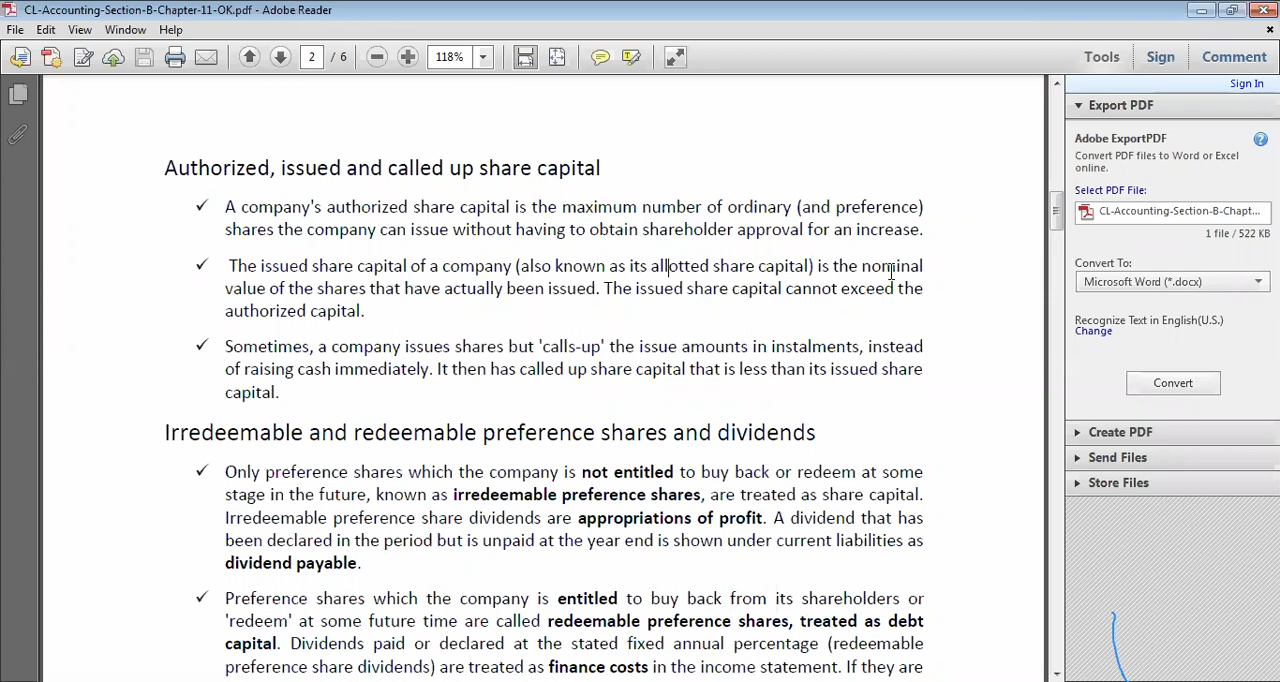 CL-Accounting-Section-B-Chapter-11-OK.pdf - Adobe Reader
File Edit View Window Help
2 / 6 118% Tools Sign Comment
Sign In
Export PDF
Adobe ExportPDF
Convert PDF files to Word or Excel
online.
Select PDF File:
CL-Accounting-Section-B-Chapt...
1 file / 522 KB
Convert To:
Microsoft Word (*.docx)
Recognize Text in English(U.S.)
Change
Convert
Create PDF
Send Files
Store Files
Authorized, issued and called up share capital
✓ A company's authorized share capital is the maximum number of ordinary (and preference)
shares the company can issue without having to obtain shareholder approval for an increase.
✓ The issued share capital of a company (also known as its allotted share capital) is the nominal
value of the shares that have actually been issued. The issued share capital cannot exceed the
authorized capital.
✓ Sometimes, a company issues shares but 'calls-up' the issue amounts in instalments, instead
of raising cash immediately. It then has called up share capital that is less than its issued share
capital.
Irredeemable and redeemable preference shares and dividends
✓ Only preference shares which the company is not entitled to buy back or redeem at some
stage in the future, known as irredeemable preference shares, are treated as share capital.
Irredeemable preference share dividends are appropriations of profit. A dividend that has
been declared in the period but is unpaid at the year end is shown under current liabilities as
dividend payable.
✓ Preference shares which the company is entitled to buy back from its shareholders or
'redeem' at some future time are called redeemable preference shares, treated as debt
capital. Dividends paid or declared at the stated fixed annual percentage (redeemable
preference share dividends) are treated as finance costs in the income statement. If they are